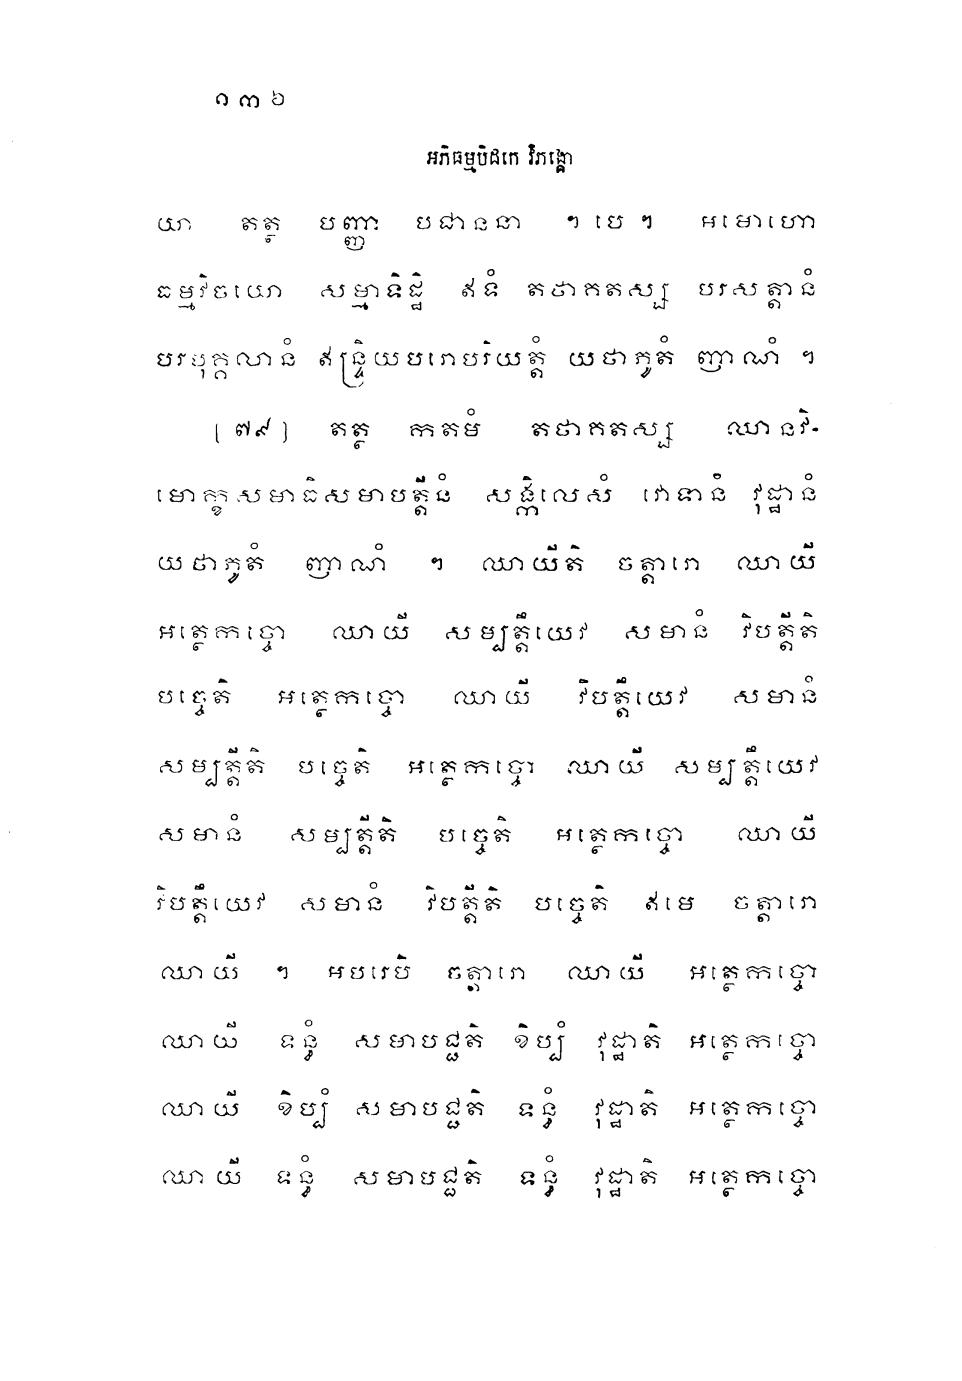 ១៣៦
អភិធម្មបិដកេ វិភង្គោ
យា តត្ថ បញ្ញា បជាននា ។ បេ ។ អមោហោ
ធម្មវិចយោ សម្មាទិដ្ឋិ ឥទំ តថាគតស្ស បរសត្តានំ
បរបុគ្គលានំ ឥន្ទ្រិយបរោបរិយត្តំ យថាភូតំ ញាណំ ។
[៧៩] តត្ថ កតមំ តថាគតស្ស ឈានវិ-
មោក្ខសមាធិសមាបត្តីនំ សង្កិលេសំ វោទានំ វុដ្ឋានំ
យថាភូតំ ញាណំ ។ ឈាយីតិ ចត្តារោ ឈាយី
អត្ថេកច្ចោ ឈាយី សម្បត្តឹយេវ សមានំ វិបត្តីតិ
បច្ចេតិ អត្ថេកច្ចោ ឈាយី វិបត្តឹយេវ សមានំ
សម្បត្តីតិ បច្ចេតិ អត្ថេកច្ចោ ឈាយី សម្បត្តឹយេវ
សមានំ សម្បត្តីតិ បច្ចេតិ អត្ថេកច្ចោ ឈាយី
វិបត្តឹយេវ សមានំ វិបត្តីតិ បច្ចេតិ ឥមេ ចត្តារោ
ឈាយី ។ អបរេបិ ចត្តារោ ឈាយី អត្ថេកច្ចោ
ឈាយី ទន្ធំ សមាបជ្ជតិ ខិប្បំ វុដ្ឋាតិ អត្ថេកច្ចោ
ឈាយី ខិប្បំ សមាបជ្ជតិ ទន្ធំ វុដ្ឋាតិ អត្ថេកច្ចោ
ឈាយី ទន្ធំ សមាបជ្ជតិ ទន្ធំ វុដ្ឋាតិ អត្ថេកច្ចោ